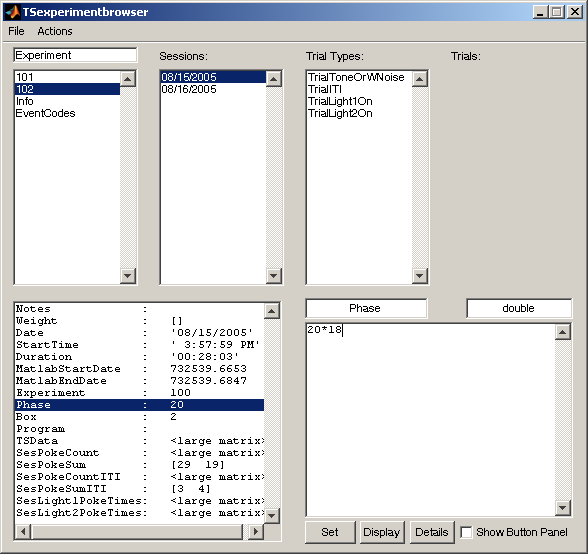 TSexperimentbrowser
File Actions
Experiment
Sessions:
Trial Types:
Trials:
101
102
Info
EventCodes
08/15/2005
08/16/2005
TrialToneOrWNoise
TrialITI
TrialLight1On
TrialLight2On
Notes :
Weight : []
Date : '08/15/2005'
StartTime : ' 3:57:59 PM'
Duration : '00:28:03'
MatlabStartDate : 732539.6653
MatlabEndDate : 732539.6847
Experiment : 100
Phase : 20
Box : 2
Program :
TSData : <large matrix>
SesPokeCount : <large matrix>
SesPokeSum : [29 19]
SesPokeCountITI : <large matrix>
SesPokeSumITI : [3 4]
SesLight1PokeTimes: <large matrix>
SesLight2PokeTimes: <large matrix>
Phase
double
20*18
Set Display Details Show Button Panel